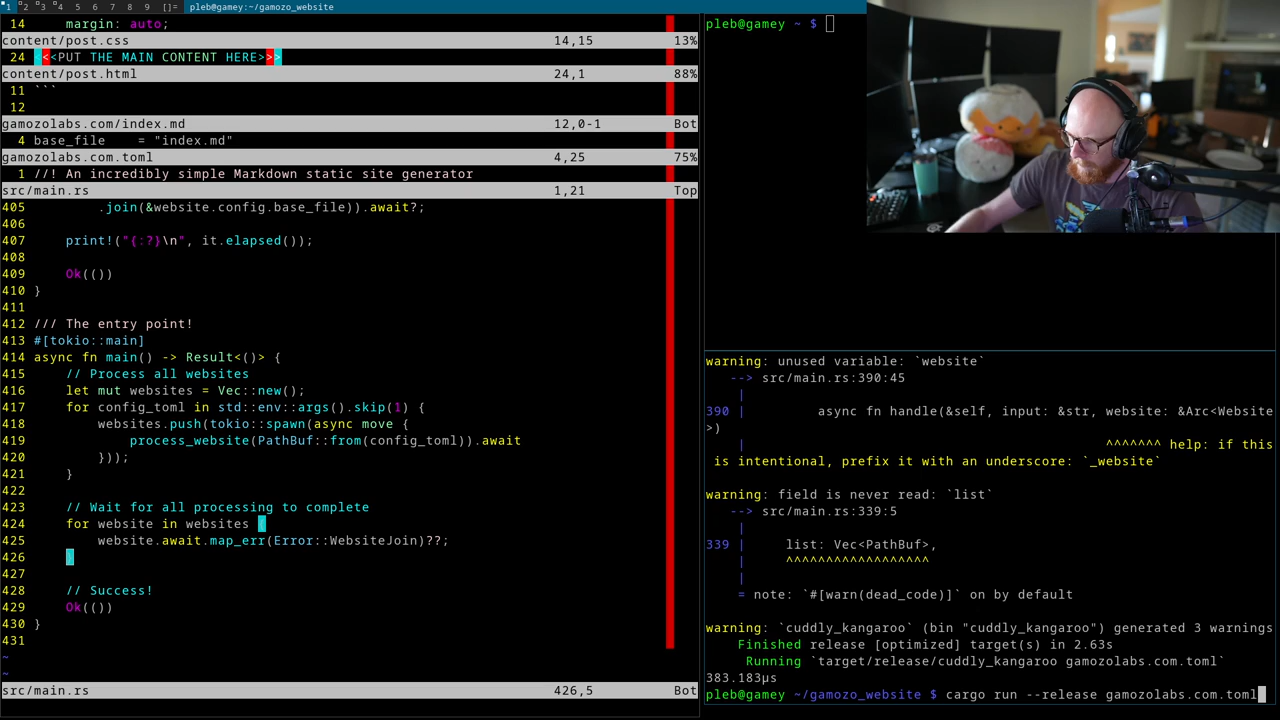 1 2 3 4 5 6 7 8 9 []= pleb@gamey:~/gamozo_website
14     margin: auto;
content/post.css 14,15 13%
24 <<<PUT THE MAIN CONTENT HERE>>>
content/post.html 24,1 88%
11 ```
12
gamozolabs.com/index.md 12,0-1 Bot
4 base_file    = "index.md"
gamozolabs.com.toml 4,25 75%
1 //! An incredibly simple Markdown static site generator
src/main.rs 1,21 Top
405         .join(&website.config.base_file)).await?;
406
407     print!("{:?}\n", it.elapsed());
408
409     Ok(())
410 }
411
412 /// The entry point!
413 #[tokio::main]
414 async fn main() -> Result<()> {
415     // Process all websites
416     let mut websites = Vec::new();
417     for config_toml in std::env::args().skip(1) {
418         websites.push(tokio::spawn(async move {
419             process_website(PathBuf::from(config_toml)).await
420         }));
421     }
422
423     // Wait for all processing to complete
424     for website in websites {
425         website.await.map_err(Error::WebsiteJoin)??;
426     }
427
428     // Success!
429     Ok(())
430 }
431
~
~
src/main.rs 426,5 Bot
pleb@gamey ~ $
warning: unused variable: `website`
   --> src/main.rs:390:45
    |
390 |         async fn handle(&self, input: &str, website: &Arc<Website
>)
    |                                             ^^^^^^^ help: if this
 is intentional, prefix it with an underscore: `_website`
warning: field is never read: `list`
   --> src/main.rs:339:5
    |
339 |     list: Vec<PathBuf>,
    |     ^^^^^^^^^^^^^^^^^^
    |
    = note: `#[warn(dead_code)]` on by default
warning: `cuddly_kangaroo` (bin "cuddly_kangaroo") generated 3 warnings
    Finished release [optimized] target(s) in 2.63s
     Running `target/release/cuddly_kangaroo gamozolabs.com.toml`
383.183µs
pleb@gamey ~/gamozo_website $ cargo run --release gamozolabs.com.toml